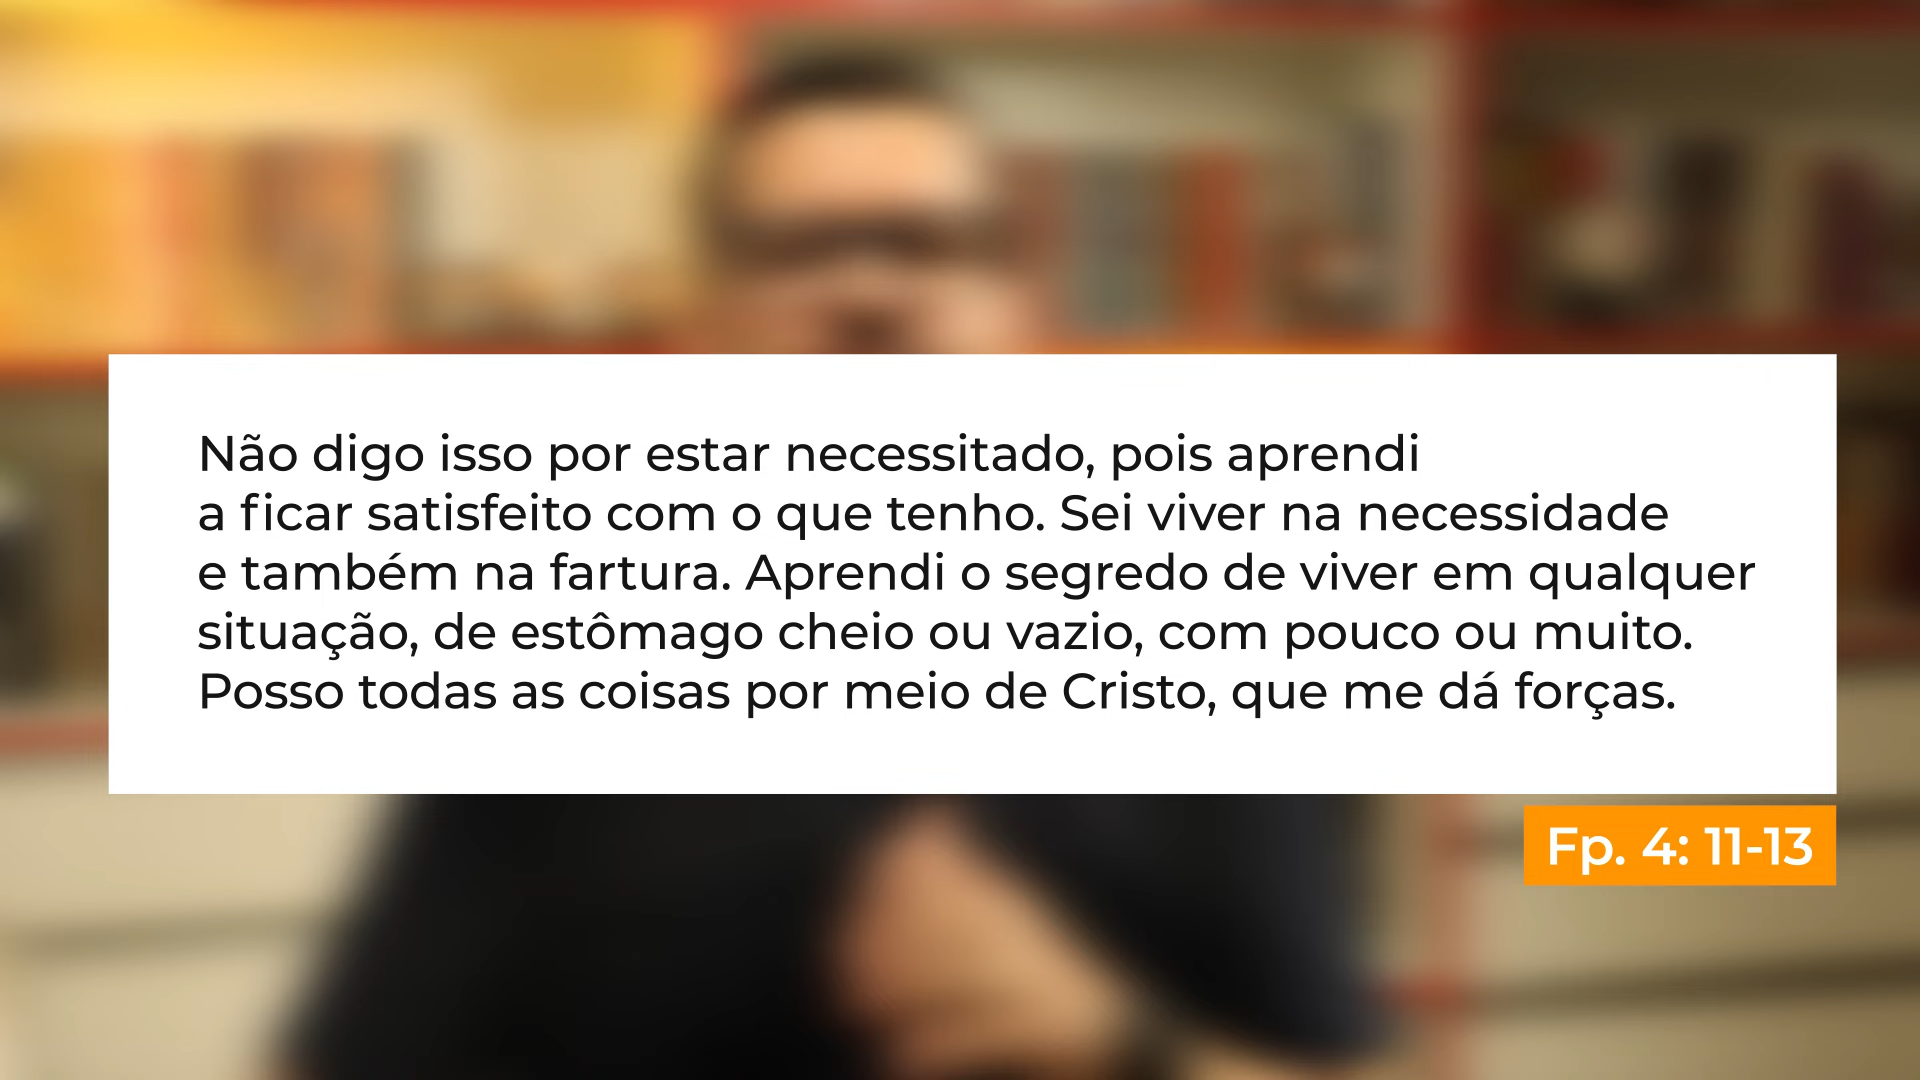 Não digo isso por estar necessitado, pois aprendi
a ficar satisfeito com o que tenho. Sei viver na necessidade
e também na fartura. Aprendi o segredo de viver em qualquer
situação, de estômago cheio ou vazio, com pouco ou muito.
Posso todas as coisas por meio de Cristo, que me dá forças.
Fp. 4: 11-13